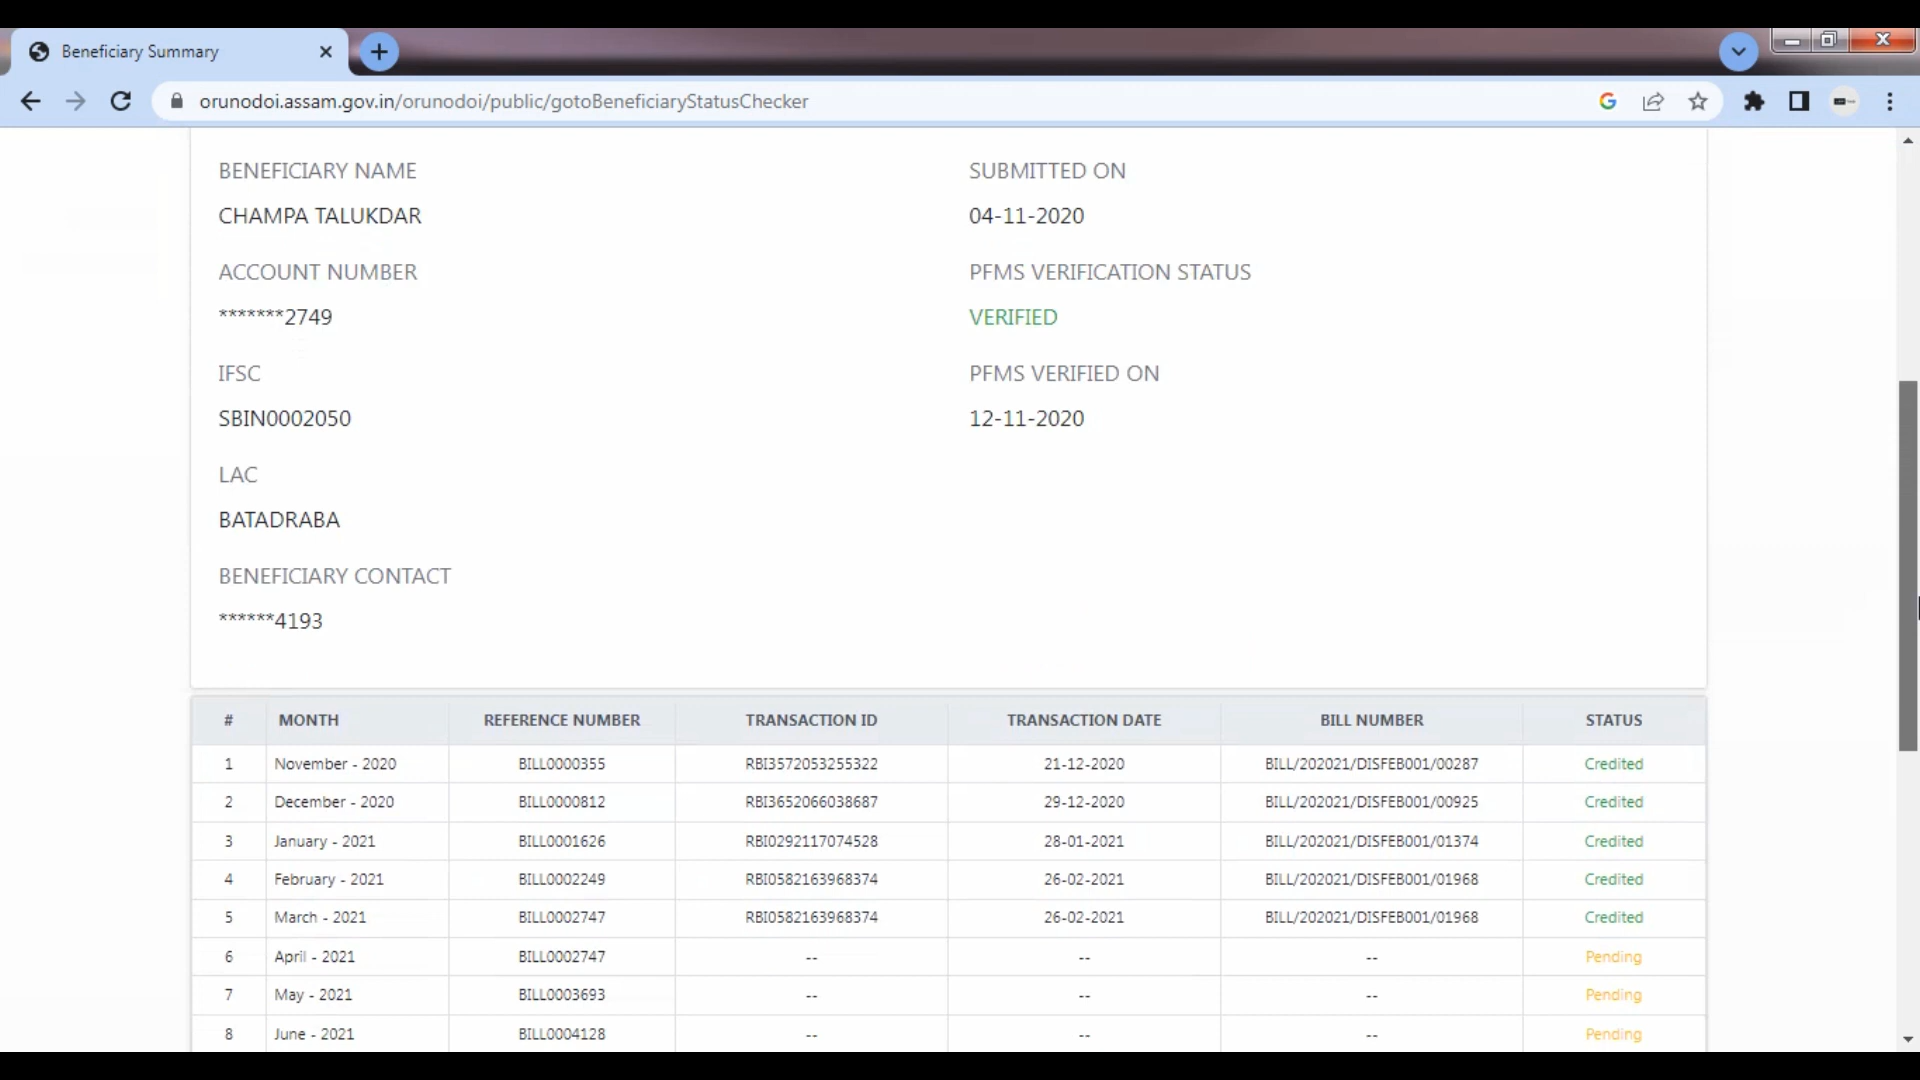 Beneficiary Summary
orunodoi.assam.gov.in/orunodoi/public/gotoBeneficiaryStatusChecker
BENEFICIARY NAME SUBMITTED ON
CHAMPA TALUKDAR 04-11-2020
ACCOUNT NUMBER PFMS VERIFICATION STATUS
*******2749 VERIFIED
IFSC PFMS VERIFIED ON
SBIN0002050 12-11-2020
LAC
BATADRABA
BENEFICIARY CONTACT
******4193
# MONTH REFERENCE NUMBER TRANSACTION ID TRANSACTION DATE BILL NUMBER STATUS
1 November - 2020 BILL0000355 RBI3572053255322 21-12-2020 BILL/202021/DISFEB001/00287 Credited
2 December - 2020 BILL0000812 RBI3652066038687 29-12-2020 BILL/202021/DISFEB001/00925 Credited
3 January - 2021 BILL0001626 RBI0292117074528 28-01-2021 BILL/202021/DISFEB001/01374 Credited
4 February - 2021 BILL0002249 RBI0582163968374 26-02-2021 BILL/202021/DISFEB001/01968 Credited
5 March - 2021 BILL0002747 RBI0582163968374 26-02-2021 BILL/202021/DISFEB001/01968 Credited
6 April - 2021 BILL0002747 -- -- -- Pending
7 May - 2021 BILL0003693 -- -- -- Pending
8 June - 2021 BILL0004128 -- -- -- Pending